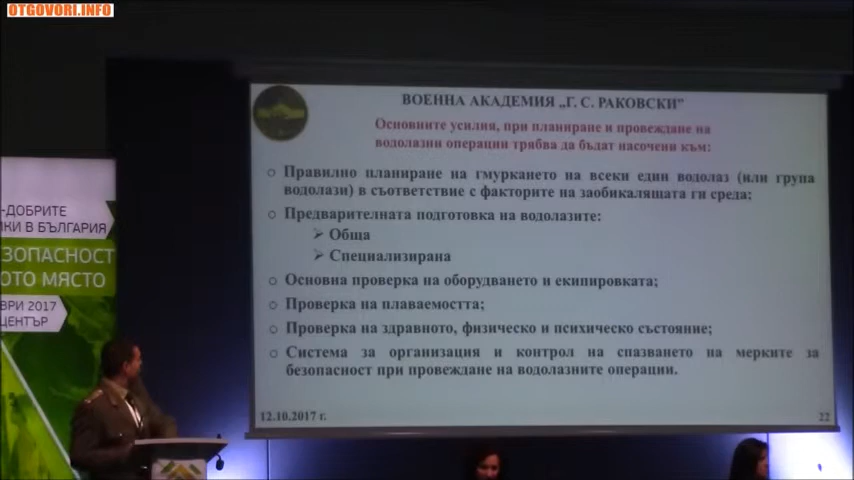 OTGOVORI.INFO
ВОЕННА АКАДЕМИЯ „Г. С. РАКОВСКИ"
Основните усилия, при планиране и провеждане на
водолазни операции трябва да бъдат насочени към:
Правилно планиране на гмуркането на всеки един водолаз (или група
водолази) в съответствие с факторите на заобикалящата ги среда;
Предварителната подготовка на водолазите:
Обща
Специализирана
Основна проверка на оборудването и екипировката;
Проверка на плаваемостта;
Проверка на здравното, физическо и психическо състояние;
Система за организация и контрол на спазването на мерките за
безопасност при провеждане на водолазните операции.
12.10.2017 г.
22
-ДОБРИТЕ
ИКИ В БЪЛГАРИЯ
ЗОПАСНОСТ
ОТО МЯСТО
ВРИ 2017
ЦЕНТЪР